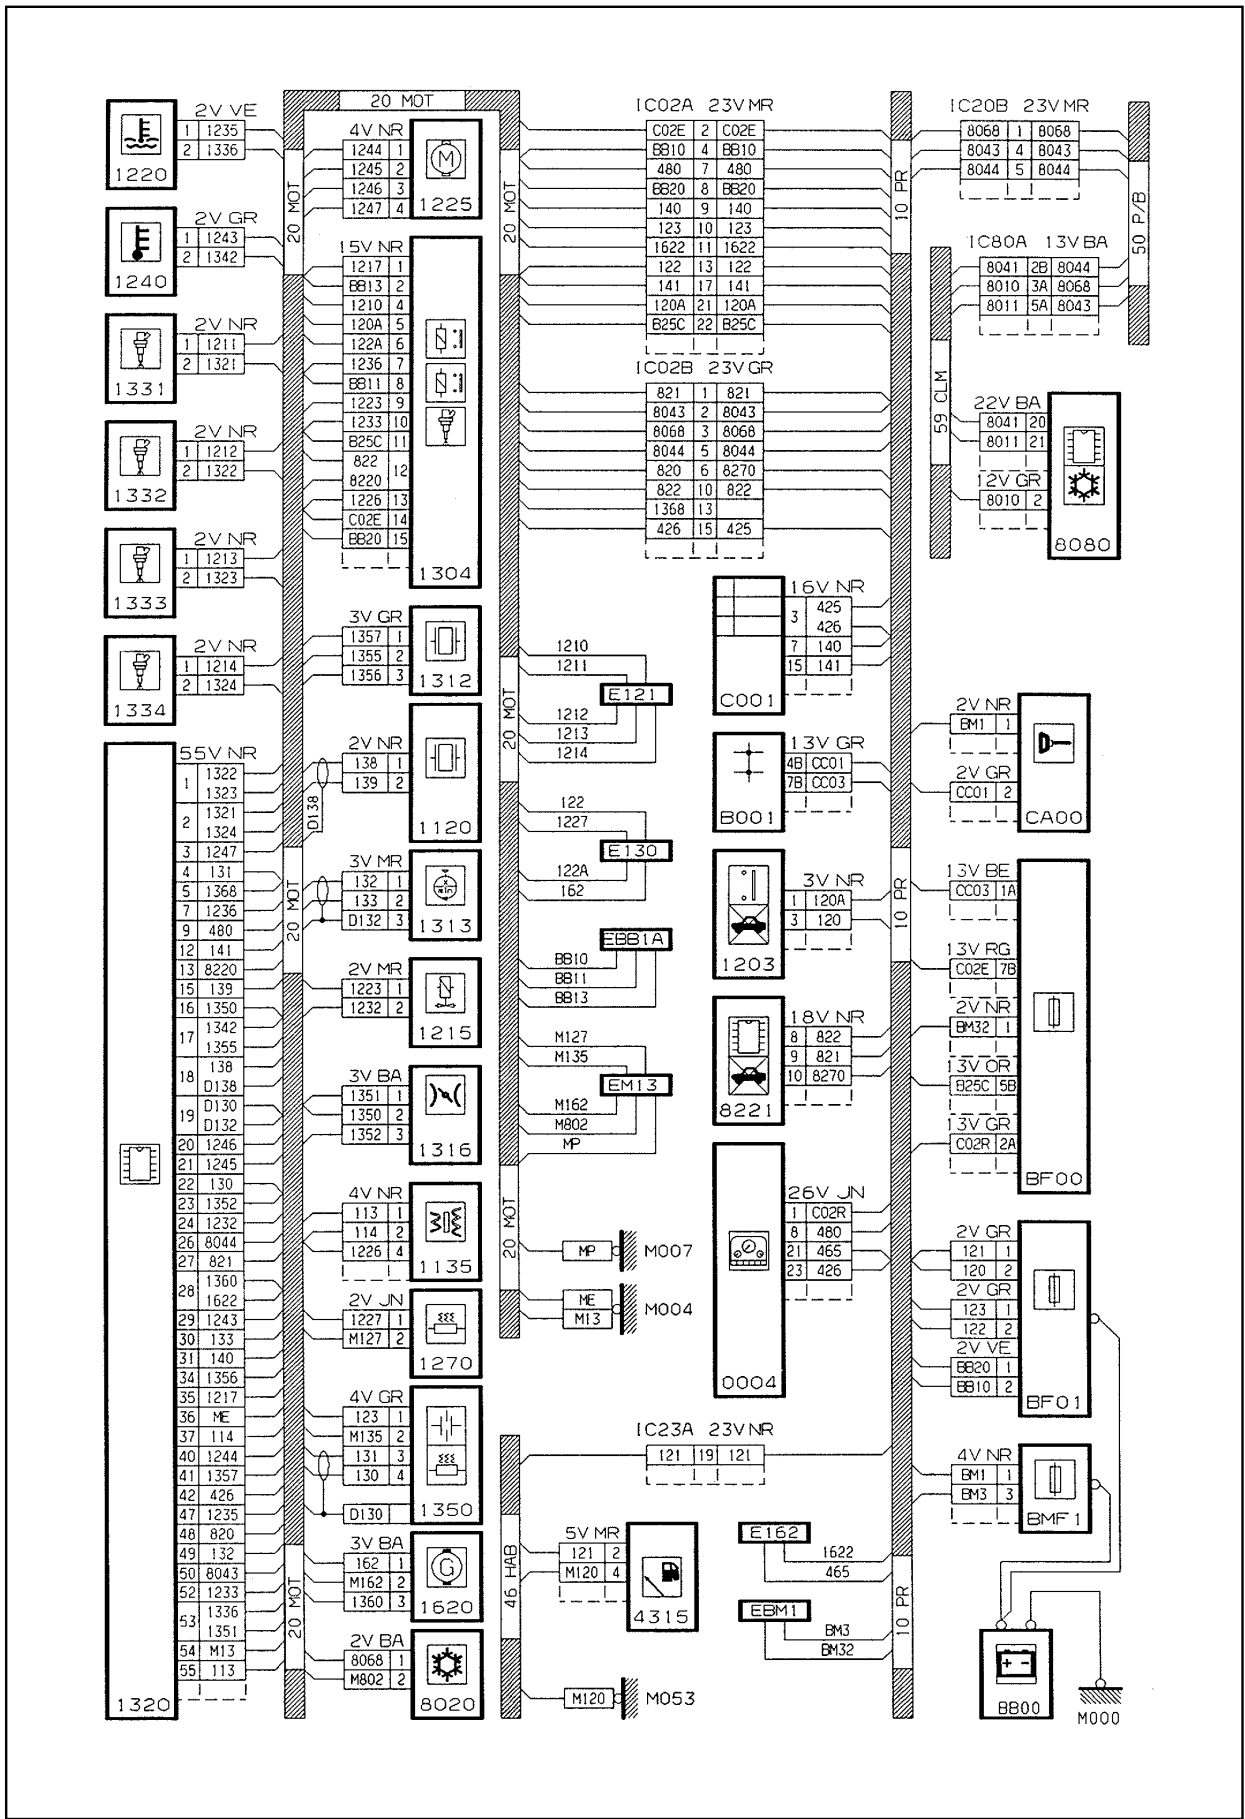 20 MOT
2V VE
1 1235
2 1336
1220
2V GR
1 1243
2 1342
1240
2V NR
1 1211
2 1321
1331
2V NR
1 1212
2 1322
1332
2V NR
1 1213
2 1323
1333
2V NR
1 1214
2 1324
1334
55V NR
1 1322
1323
2 1321
1324
3 1247
4 131
5 1368
7 1236
9 480
12 141
13 8220
15 139
16 1350
17 1342
1355
18 138
D138
19 D130
D132
20 1246
21 1245
22 130
23 1352
24 1232
26 8044
27 821
28 1360
1622
29 1243
30 133
31 140
34 1356
35 1217
36 ME
37 114
40 1244
41 1357
42 426
47 1235
48 820
49 132
50 8043
52 1233
53 1336
1351
54 M13
55 113
1320
20 MOT
20 MOT
20 MOT
4V NR
1244 1
1245 2
1246 3
1247 4
M
1225
15V NR
1217 1
BB13 2
1210 4
120A 5
122A 6
1236 7
BB11 8
1223 9
1233 10
B25C 11
822 12
8220
1226 13
C02E 14
BB20 15
1304
3V GR
1357 1
1355 2
1356 3
1312
2V NR
138 1
139 2
D138
1120
3V MR
132 1
133 2
D132 3
1313
2V MR
1223 1
1232 2
1215
3V BA
1351 1
1350 2
1352 3
1316
4V NR
113 1
114 2
1226 4
1135
2V JN
1227 1
M127 2
1270
4V GR
123 1
M135 2
131 3
130 4
D130
1350
3V BA
162 1
M162 2
1360 3
G
1620
2V BA
8068 1
M802 2
8020
20 MOT
20 MOT
20 MOT
1C02A 23V MR
C02E 2 C02E
BB10 4 BB10
480 7 480
BB20 8 BB20
140 9 140
123 10 123
1622 11 1622
122 13 122
141 17 141
120A 21 120A
B25C 22 B25C
1C02B 23V GR
821 1 821
8043 2 8043
8068 3 8068
8044 5 8044
820 6 8270
822 10 822
1368 13
426 15 425
1210
1211
E121
1212
1213
1214
122
1227
E130
122A
162
EBB1A
BB10
BB11
BB13
M127
M135
EM13
M162
M802
MP
MP M007
ME
M13
M004
1C23A 23V NR
121 19 121
46 HAB
5V MR
121 2
M120 4
4315
M120 M053
16V NR
3 425
426
7 140
15 141
C001
13V GR
4B CC01
7B CC03
B001
3V NR
1 120A
3 120
1203
18V NR
8 822
9 821
10 8270
8221
26V JN
1 C02R
8 480
21 465
23 426
0004
E162
1622
465
EBM1
BM3
BM32
10 PR
10 PR
10 PR
1C20B 23V MR
8068 1 8068
8043 4 8043
8044 5 8044
50 P/B
1C80A 13V BA
8041 2B 8044
8010 3A 8068
8011 5A 8043
59 CLM
22V BA
8041 20
8011 21
12V GR
8010 2
8080
2V NR
BM1 1
2V GR
CC01 2
CA00
13V BE
CC03 1A
13V RG
C02E 7B
2V NR
BM32 1
13V OR
B25C 5B
13V GR
C02R 2A
BF00
2V GR
121 1
120 2
2V GR
123 1
122 2
2V VE
BB20 1
BB10 2
BF01
4V NR
BM1 1
BM3 3
BMF1
+ -
BB00
M000